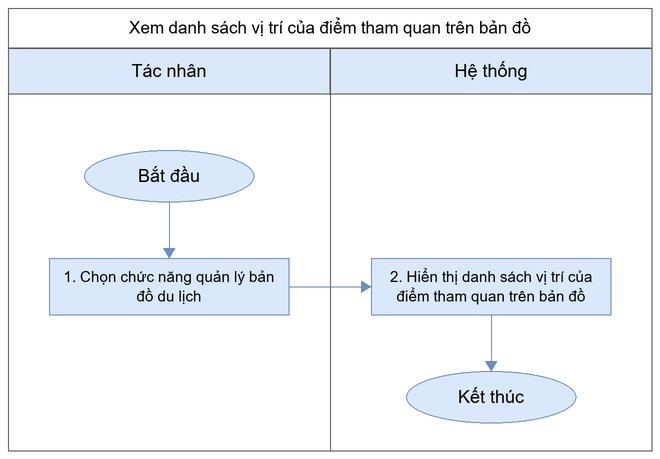 Xem danh sách vị trí của điểm tham quan trên bản đồ
Tác nhân
Hệ thống
Bắt đầu
1. Chọn chức năng quản lý bản
đồ du lịch
2. Hiển thị danh sách vị trí của
điểm tham quan trên bản đồ
Kết thúc